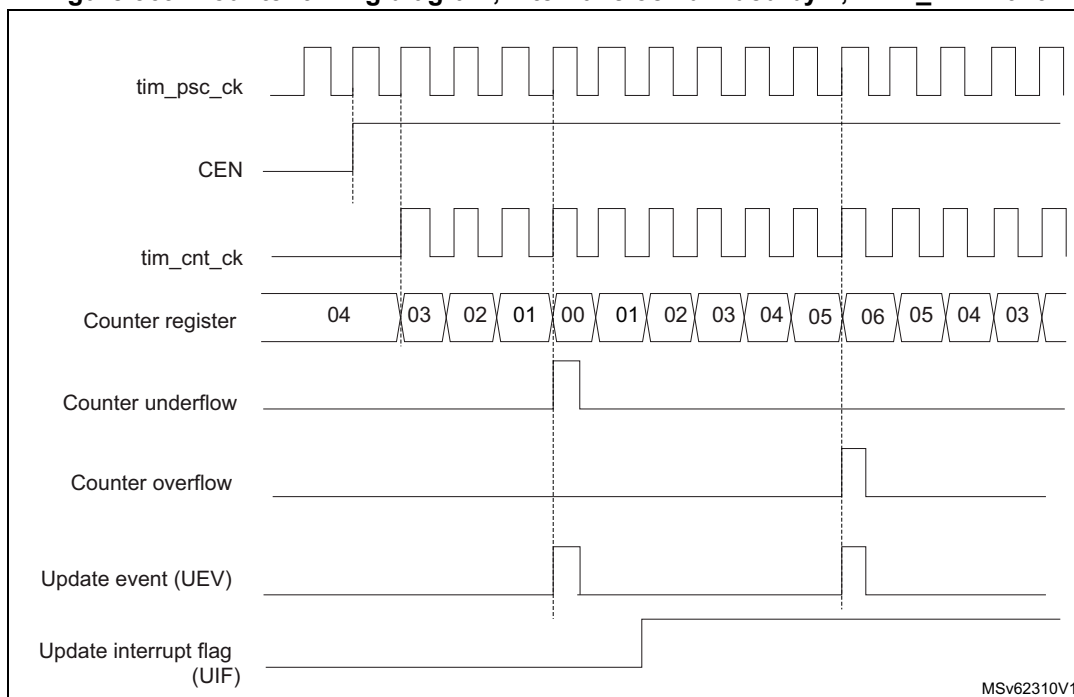 tim_psc_ck
CEN
tim_cnt_ck
Counter register 04 03 02 01 00 01 02 03 04 05 06 05 04 03
Counter underflow
Counter overflow
Update event (UEV)
Update interrupt flag
(UIF)
MSv62310V1